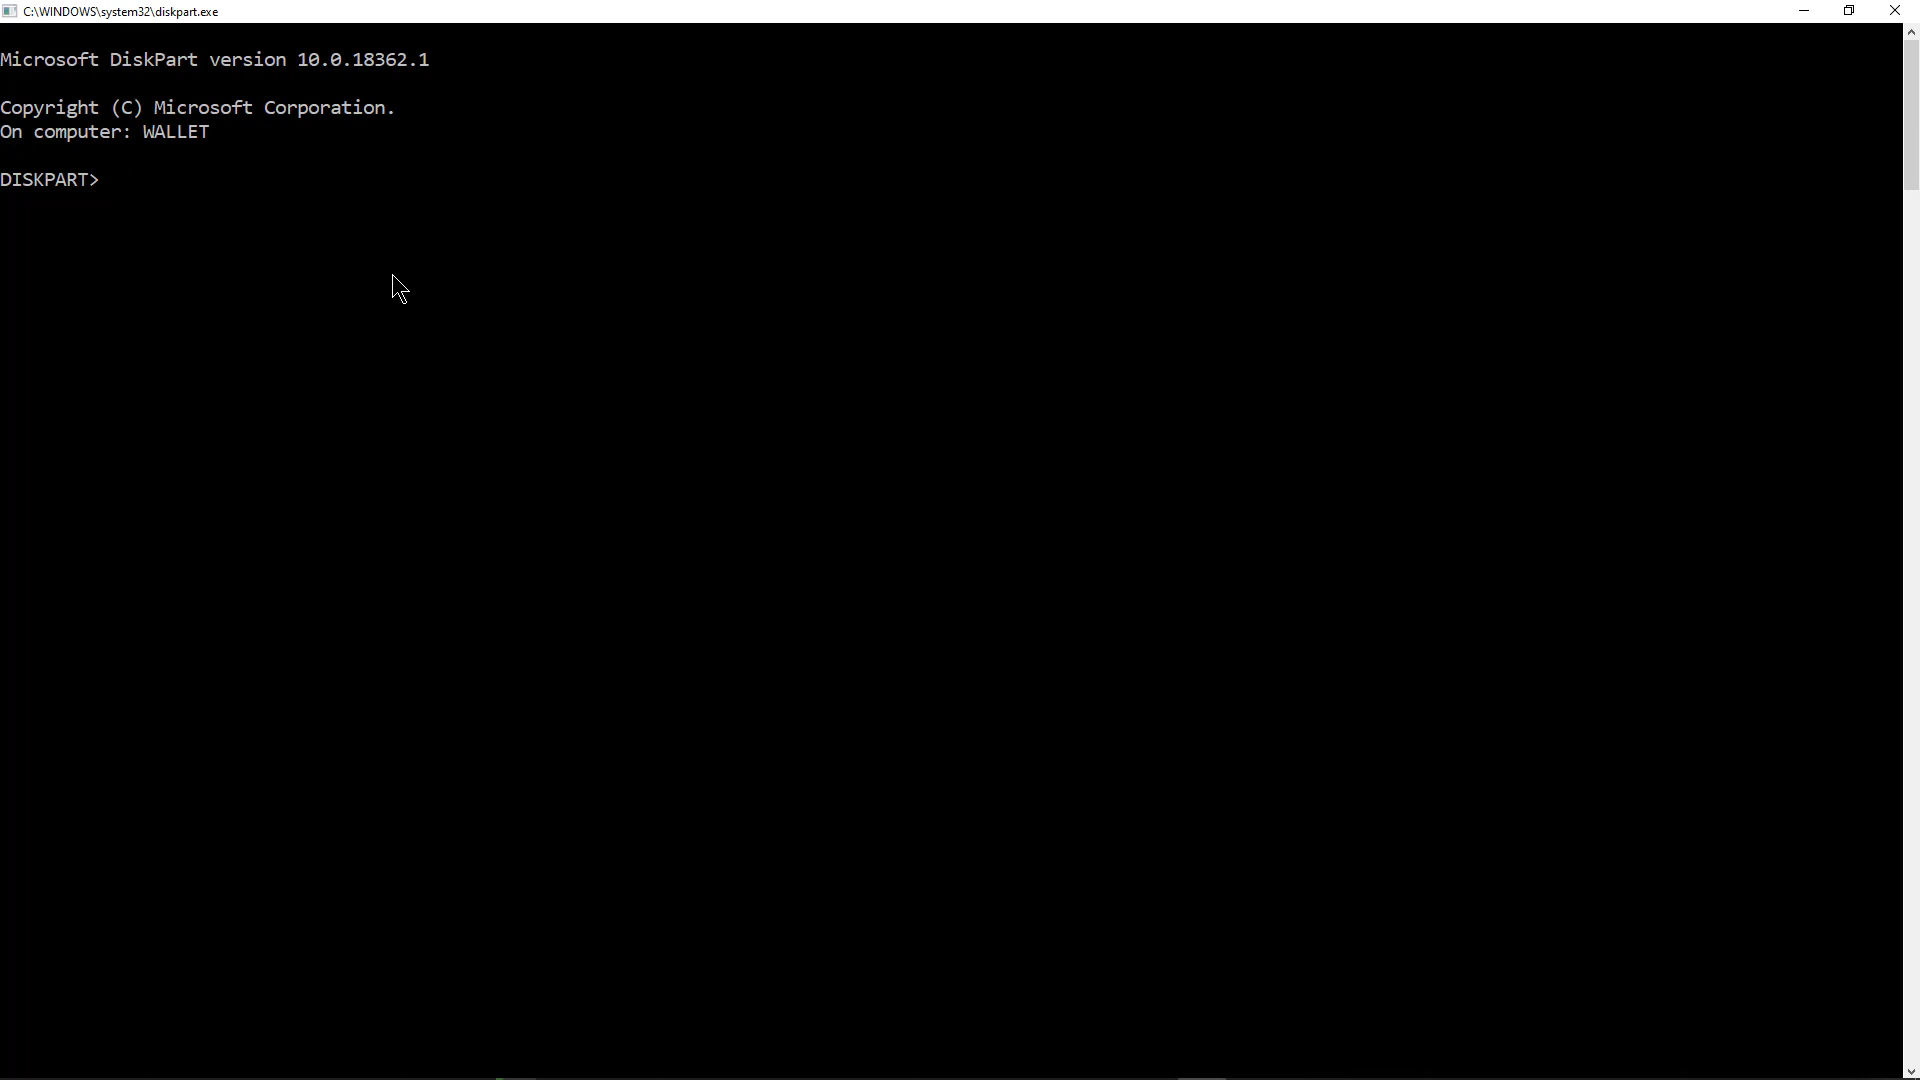 C:\WINDOWS\system32\diskpart.exe
Microsoft DiskPart version 10.0.18362.1
Copyright (C) Microsoft Corporation.
On computer: WALLET
DISKPART>